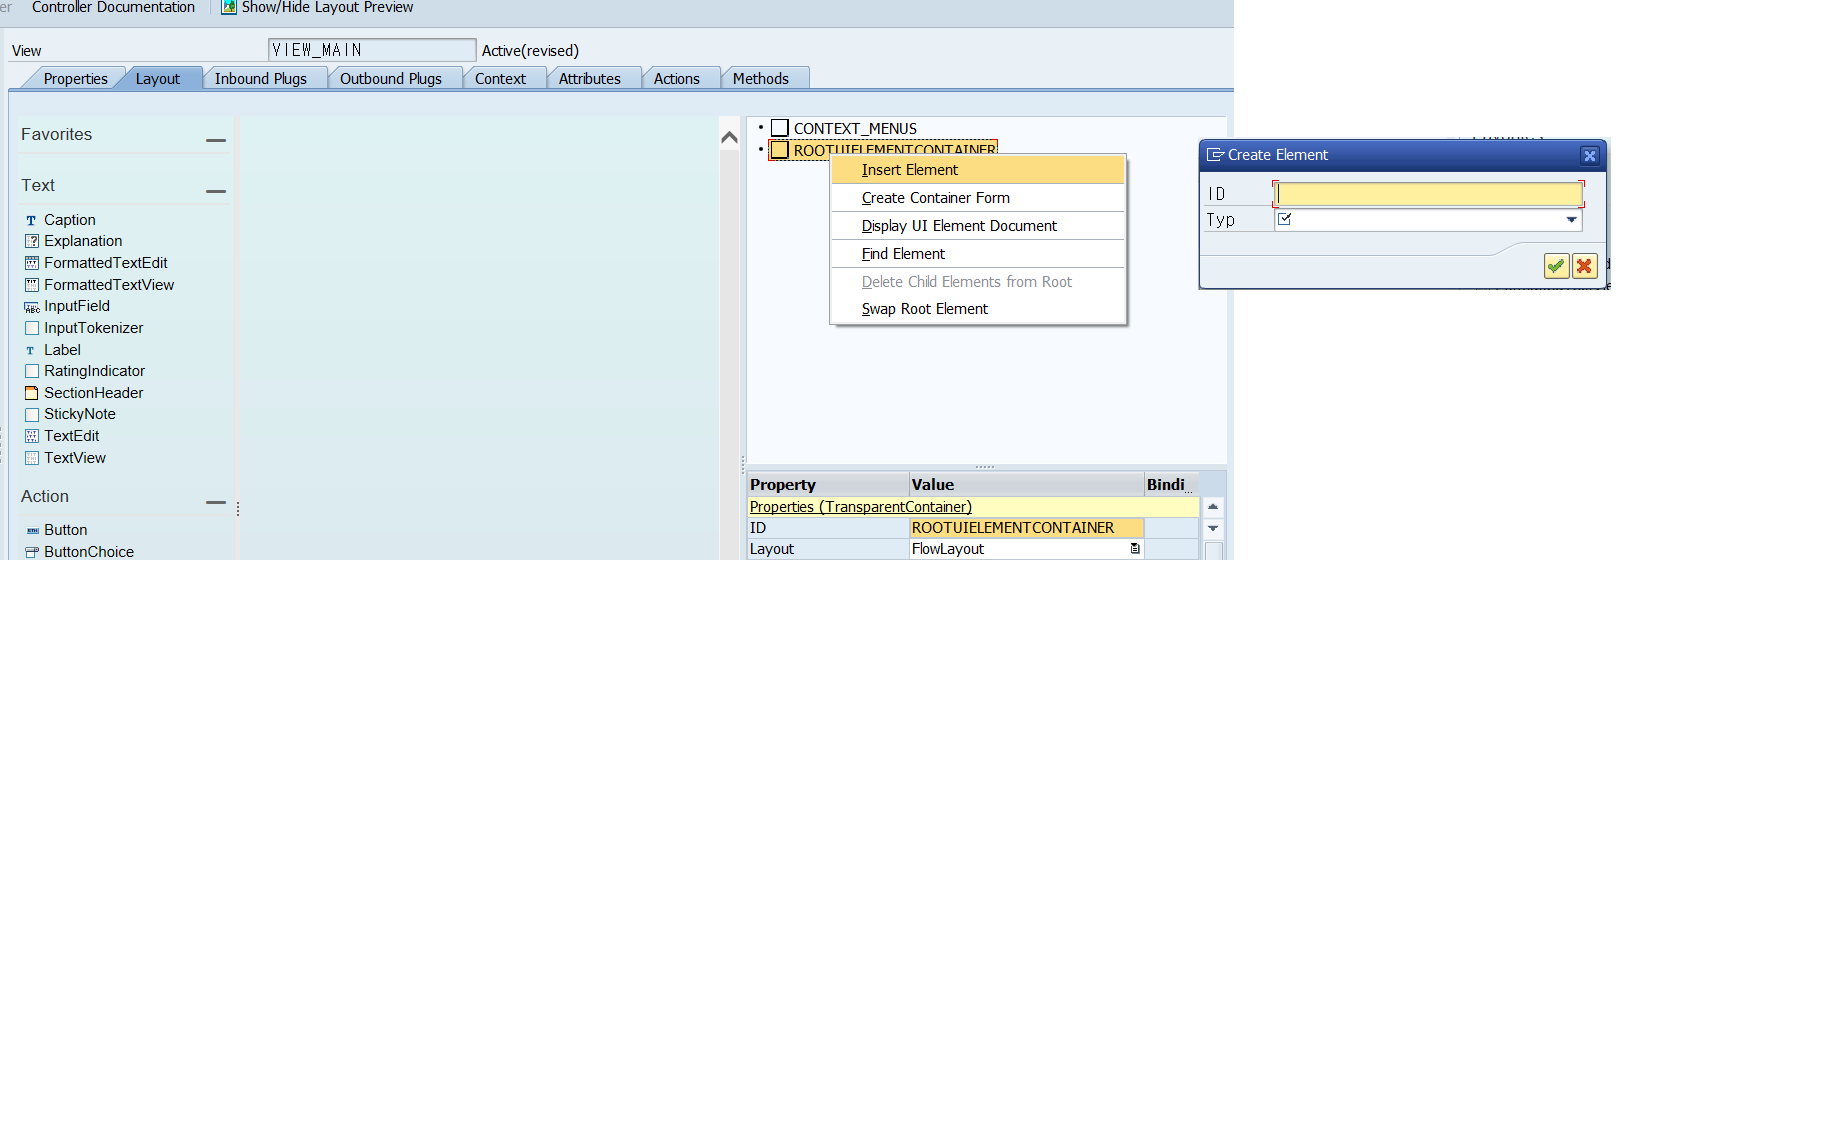 er Controller Documentation Show/Hide Layout Preview
View VIEW_MAIN Active(revised)
Properties Layout Inbound Plugs Outbound Plugs Context Attributes Actions Methods
Favorites
Text
Caption
Explanation
FormattedTextEdit
FormattedTextView
InputField
InputTokenizer
Label
RatingIndicator
SectionHeader
StickyNote
TextEdit
TextView
Action
Button
ButtonChoice
CONTEXT_MENUS
ROOTUIELEMENTCONTAINER
Insert Element
Create Container Form
Display UI Element Document
Find Element
Delete Child Elements from Root
Swap Root Element
Property Value Bindi...
Properties (TransparentContainer)
ID ROOTUIELEMENTCONTAINER
Layout FlowLayout
Create Element
ID
Typ